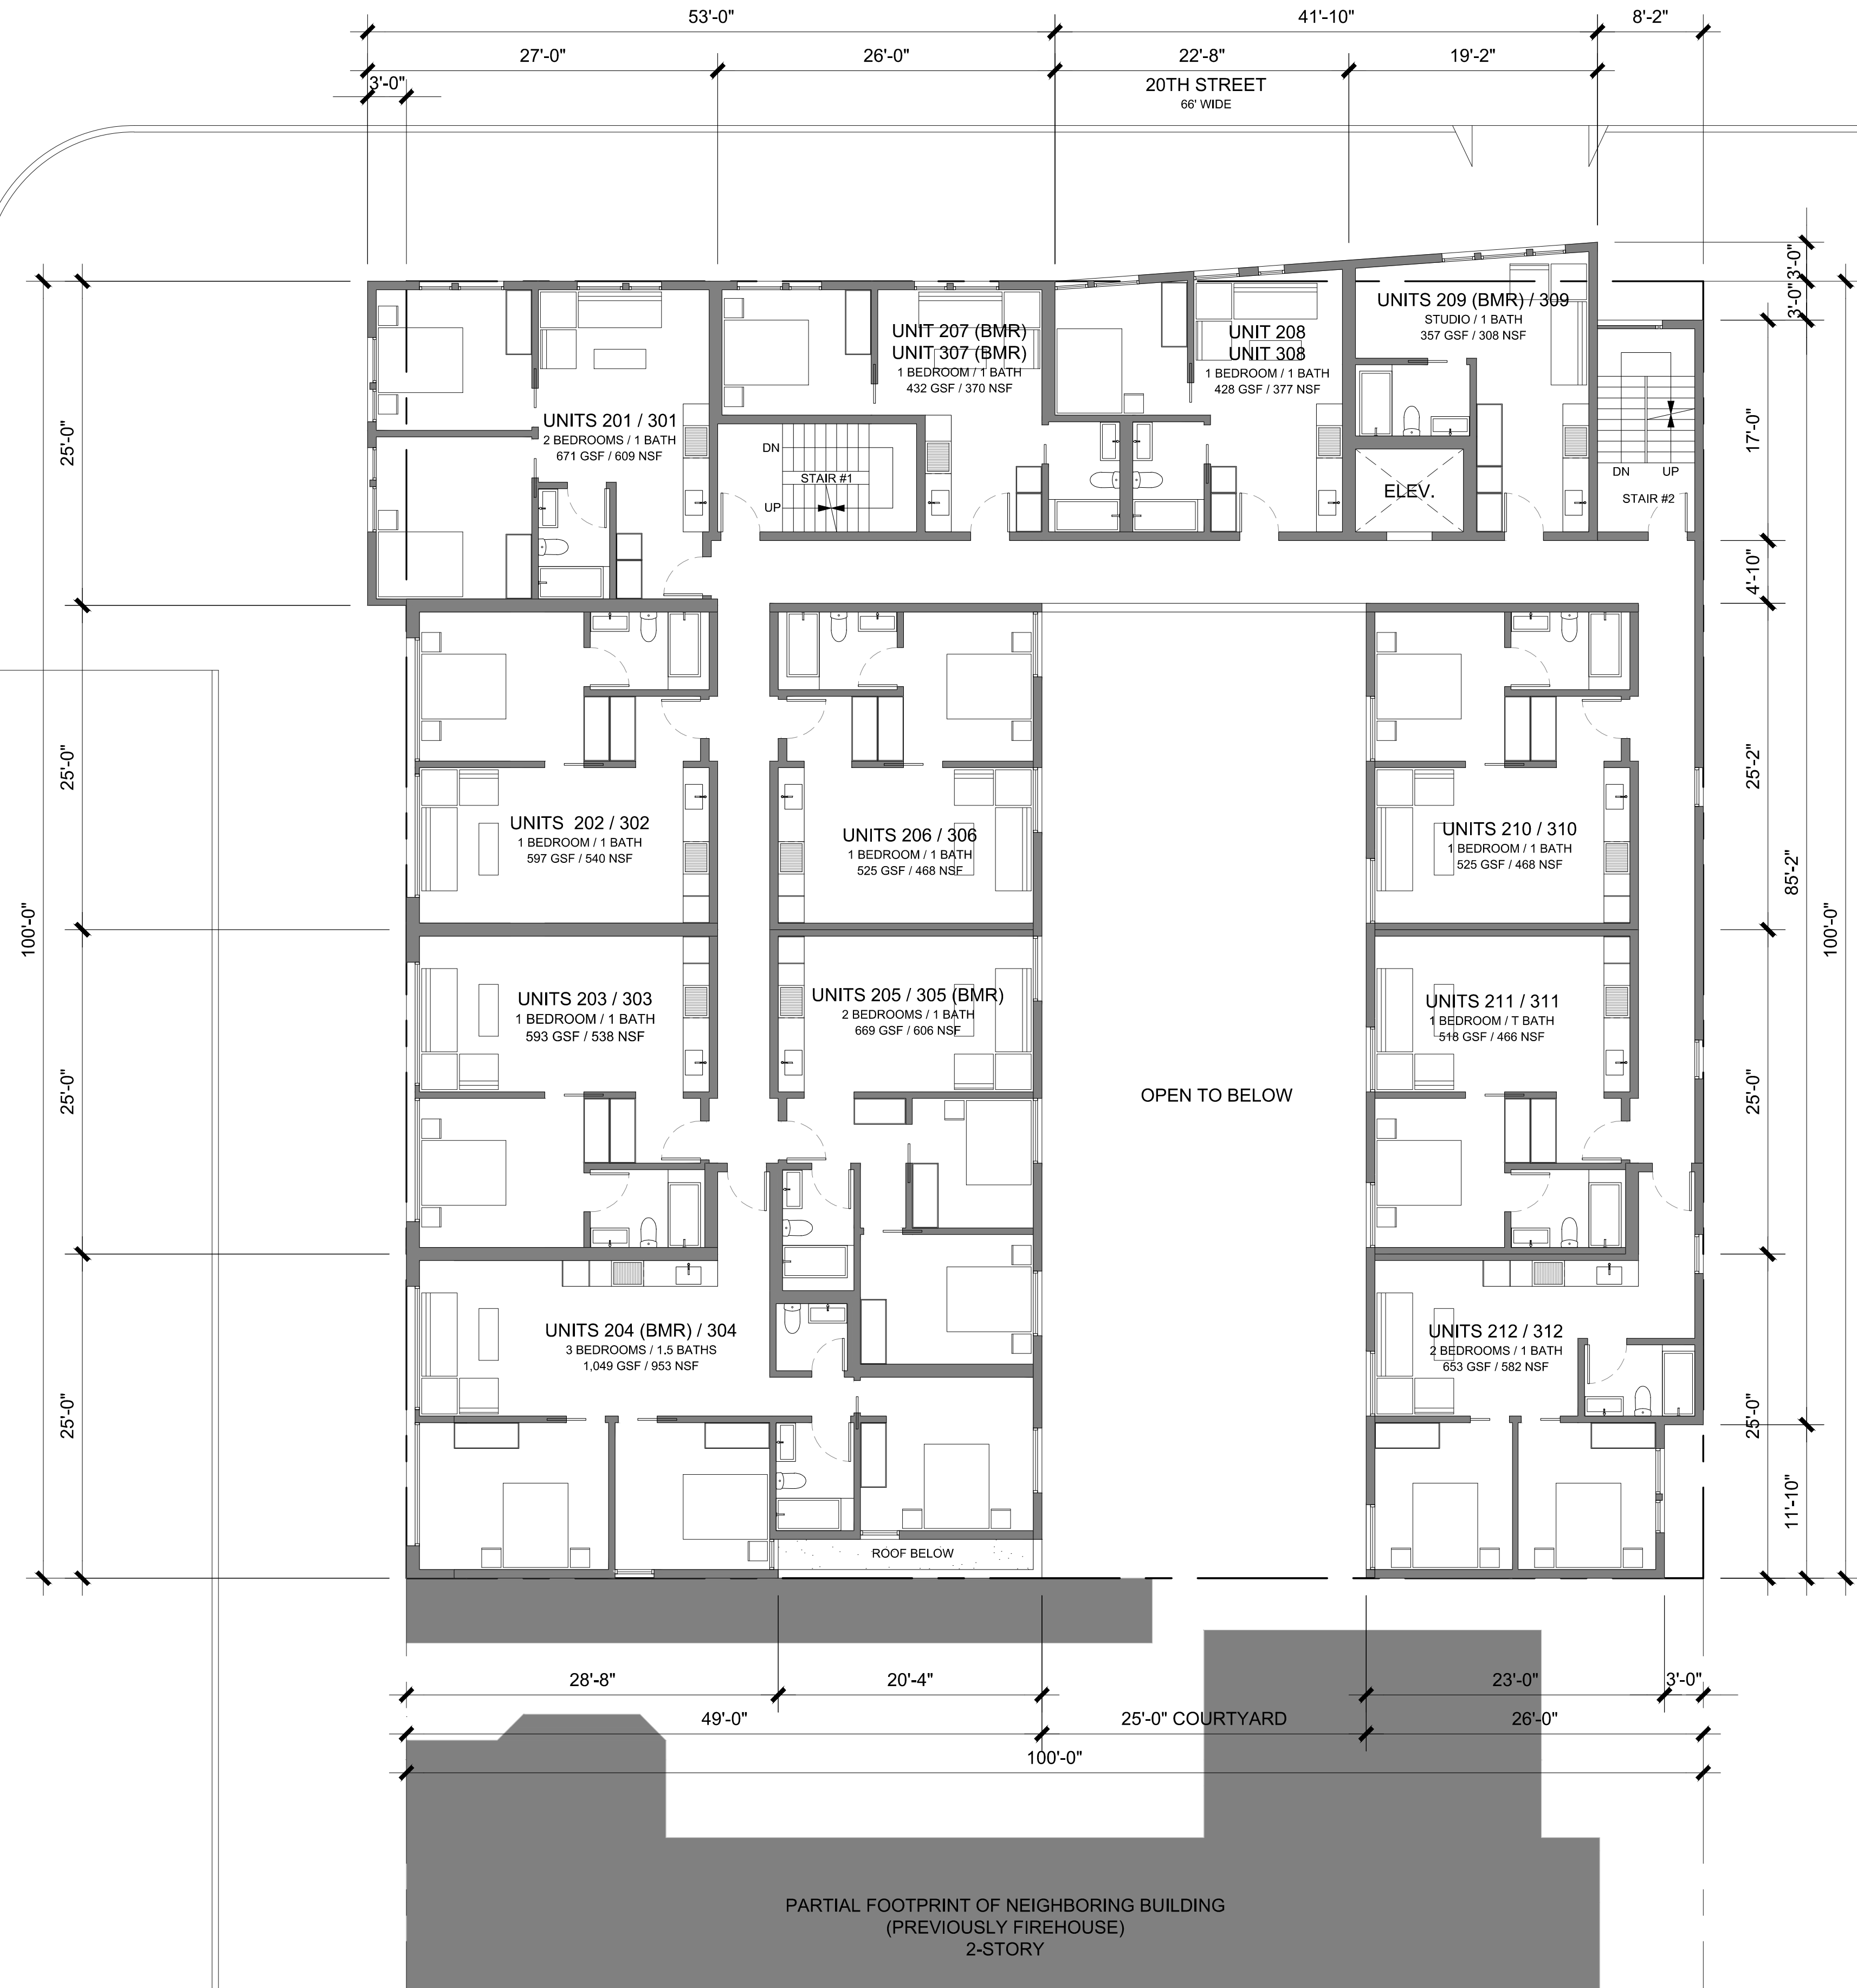 53'-0"
41'-10"
8'-2"
27'-0"
26'-0"
22'-8"
19'-2"
3'-0"
20TH STREET
66' WIDE
3'-0"
3'-0"
UNITS 201 / 301
2 BEDROOMS / 1 BATH
671 GSF / 609 NSF
UNIT 207 (BMR)
UNIT 307 (BMR)
1 BEDROOM / 1 BATH
432 GSF / 370 NSF
UNIT 208
UNIT 308
1 BEDROOM / 1 BATH
428 GSF / 377 NSF
UNITS 209 (BMR) / 309
STUDIO / 1 BATH
357 GSF / 308 NSF
DN
STAIR #1
UP
ELEV.
DN
UP
STAIR #2
25'-0"
17'-0"
4'-10"
25'-0"
25'-2"
UNITS 202 / 302
1 BEDROOM / 1 BATH
597 GSF / 540 NSF
UNITS 206 / 306
1 BEDROOM / 1 BATH
525 GSF / 468 NSF
UNITS 210 / 310
1 BEDROOM / 1 BATH
525 GSF / 468 NSF
85'-2"
100'-0"
100'-0"
UNITS 203 / 303
1 BEDROOM / 1 BATH
593 GSF / 538 NSF
UNITS 205 / 305 (BMR)
2 BEDROOMS / 1 BATH
669 GSF / 606 NSF
UNITS 211 / 311
1 BEDROOM / T BATH
518 GSF / 466 NSF
25'-0"
OPEN TO BELOW
25'-0"
UNITS 204 (BMR) / 304
3 BEDROOMS / 1.5 BATHS
1,049 GSF / 953 NSF
UNITS 212 / 312
2 BEDROOMS / 1 BATH
653 GSF / 582 NSF
25'-0"
25'-0"
11'-10"
ROOF BELOW
28'-8"
20'-4"
23'-0"
3'-0"
49'-0"
25'-0" COURTYARD
26'-0"
100'-0"
PARTIAL FOOTPRINT OF NEIGHBORING BUILDING
(PREVIOUSLY FIREHOUSE)
2-STORY